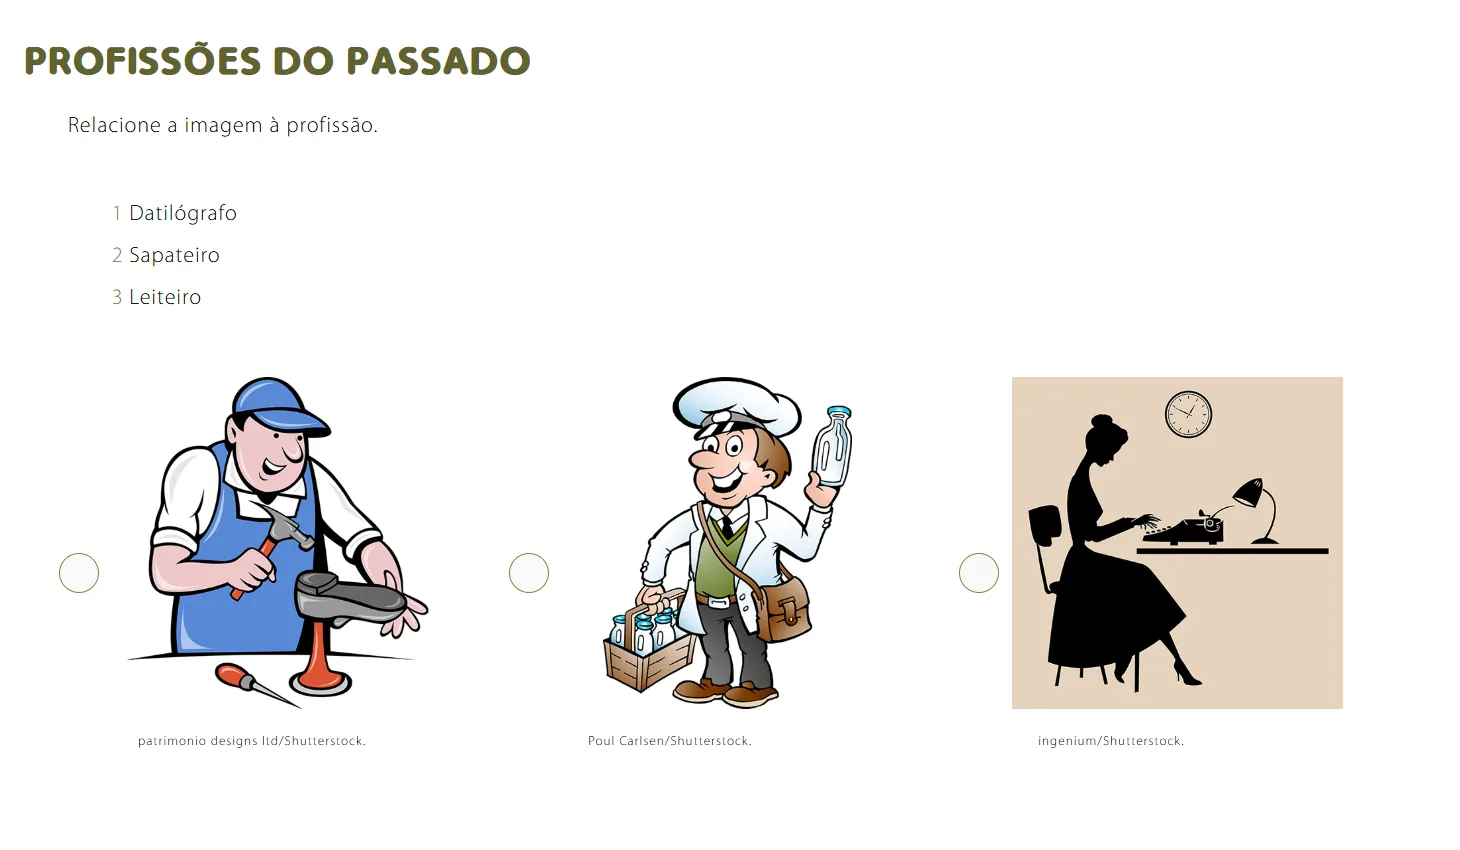 PROFISSÕES DO PASSADO
Relacione a imagem à profissão.
1 Datilógrafo
2 Sapateiro
3 Leiteiro
patrimonio designs ltd/Shutterstock.
Poul Carlsen/Shutterstock.
ingenium/Shutterstock.